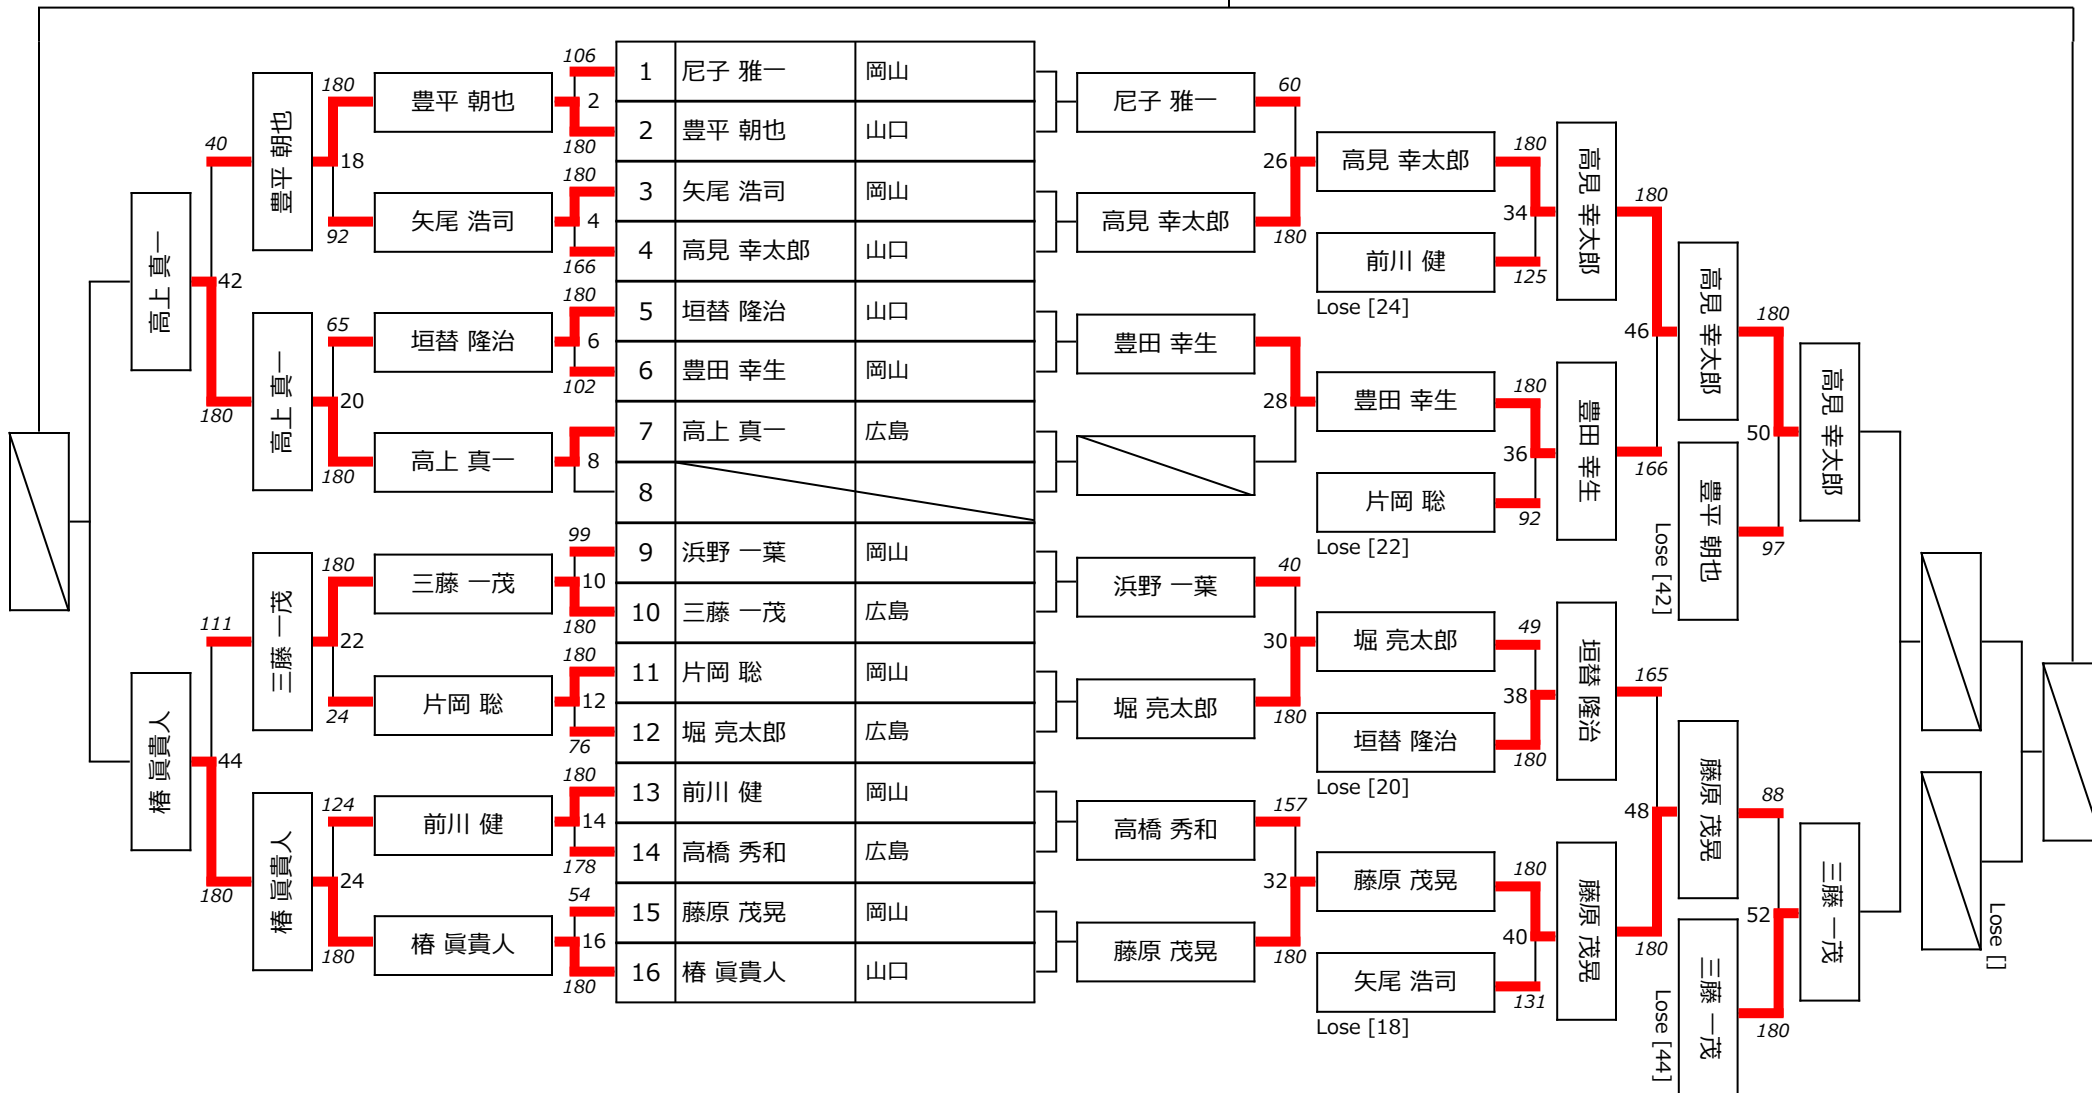 106
1 尼子 雅一 岡山
180 豊平 朝也 2 尼子 雅一 60
2 豊平 朝也 山口
180
40 豊平 朝也 18 26 高見 幸太郎 180 高見 幸太郎
180
3 矢尾 浩司 岡山
92 矢尾 浩司 4 高見 幸太郎 180 34 180
4 高見 幸太郎 山口
166
前川 健 125
Lose [24]
高上 真一 42
180
5 垣替 隆治 山口
65 垣替 隆治 6 豊田 幸生 46 高見 幸太郎 180
6 豊田 幸生 岡山
102
180 高上 真一 20 28 豊田 幸生 180 豊田 幸生
7 高上 真一 広島
180 高上 真一 8 36 166 50 高見 幸太郎
8
片岡 聡 92
Lose [22]
豊平 朝也 97
Lose [42]
99
9 浜野 一葉 岡山
180 三藤 一茂 10 浜野 一葉 40
10 三藤 一茂 広島
180
111 三藤 一茂 22 30 堀 亮太郎 49 垣替 隆治 165
180
11 片岡 聡 岡山
24 片岡 聡 12 堀 亮太郎 180 38
12 堀 亮太郎 広島
76
垣替 隆治 180
Lose [20]
椿 眞貴人 44
180
13 前川 健 岡山
124 前川 健 14 高橋 秀和 157 48 藤原 茂晃 88
14 高橋 秀和 広島
178
180 椿 眞貴人 24 32 藤原 茂晃 180 藤原 茂晃 180
54
15 藤原 茂晃 岡山
180 椿 眞貴人 16 藤原 茂晃 180 40 52 三藤 一茂
16 椿 眞貴人 山口
180
矢尾 浩司 131
Lose [18]
三藤 一茂 180
Lose [44]
Lose []